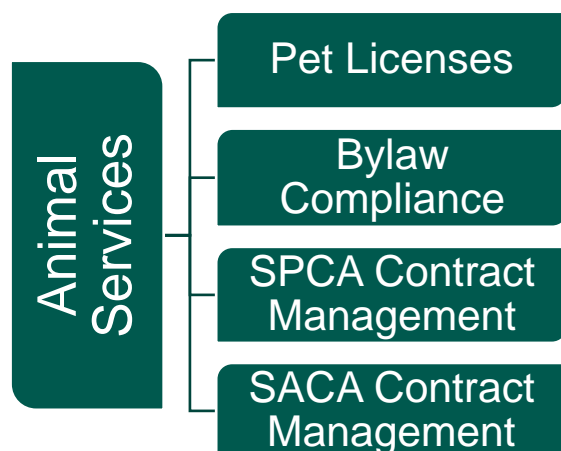 Animal
Services
Pet Licenses
Bylaw
Compliance
SPCA Contract
Management
SACA Contract
Management